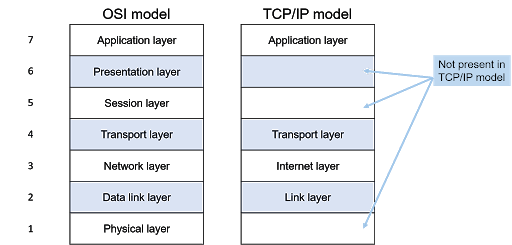 OSI model TCP/IP model
7 Application layer Application layer
6 Presentation layer
Not present in
TCP/IP model
5 Session layer
4 Transport layer Transport layer
3 Network layer Internet layer
2 Data link layer Link layer
1 Physical layer